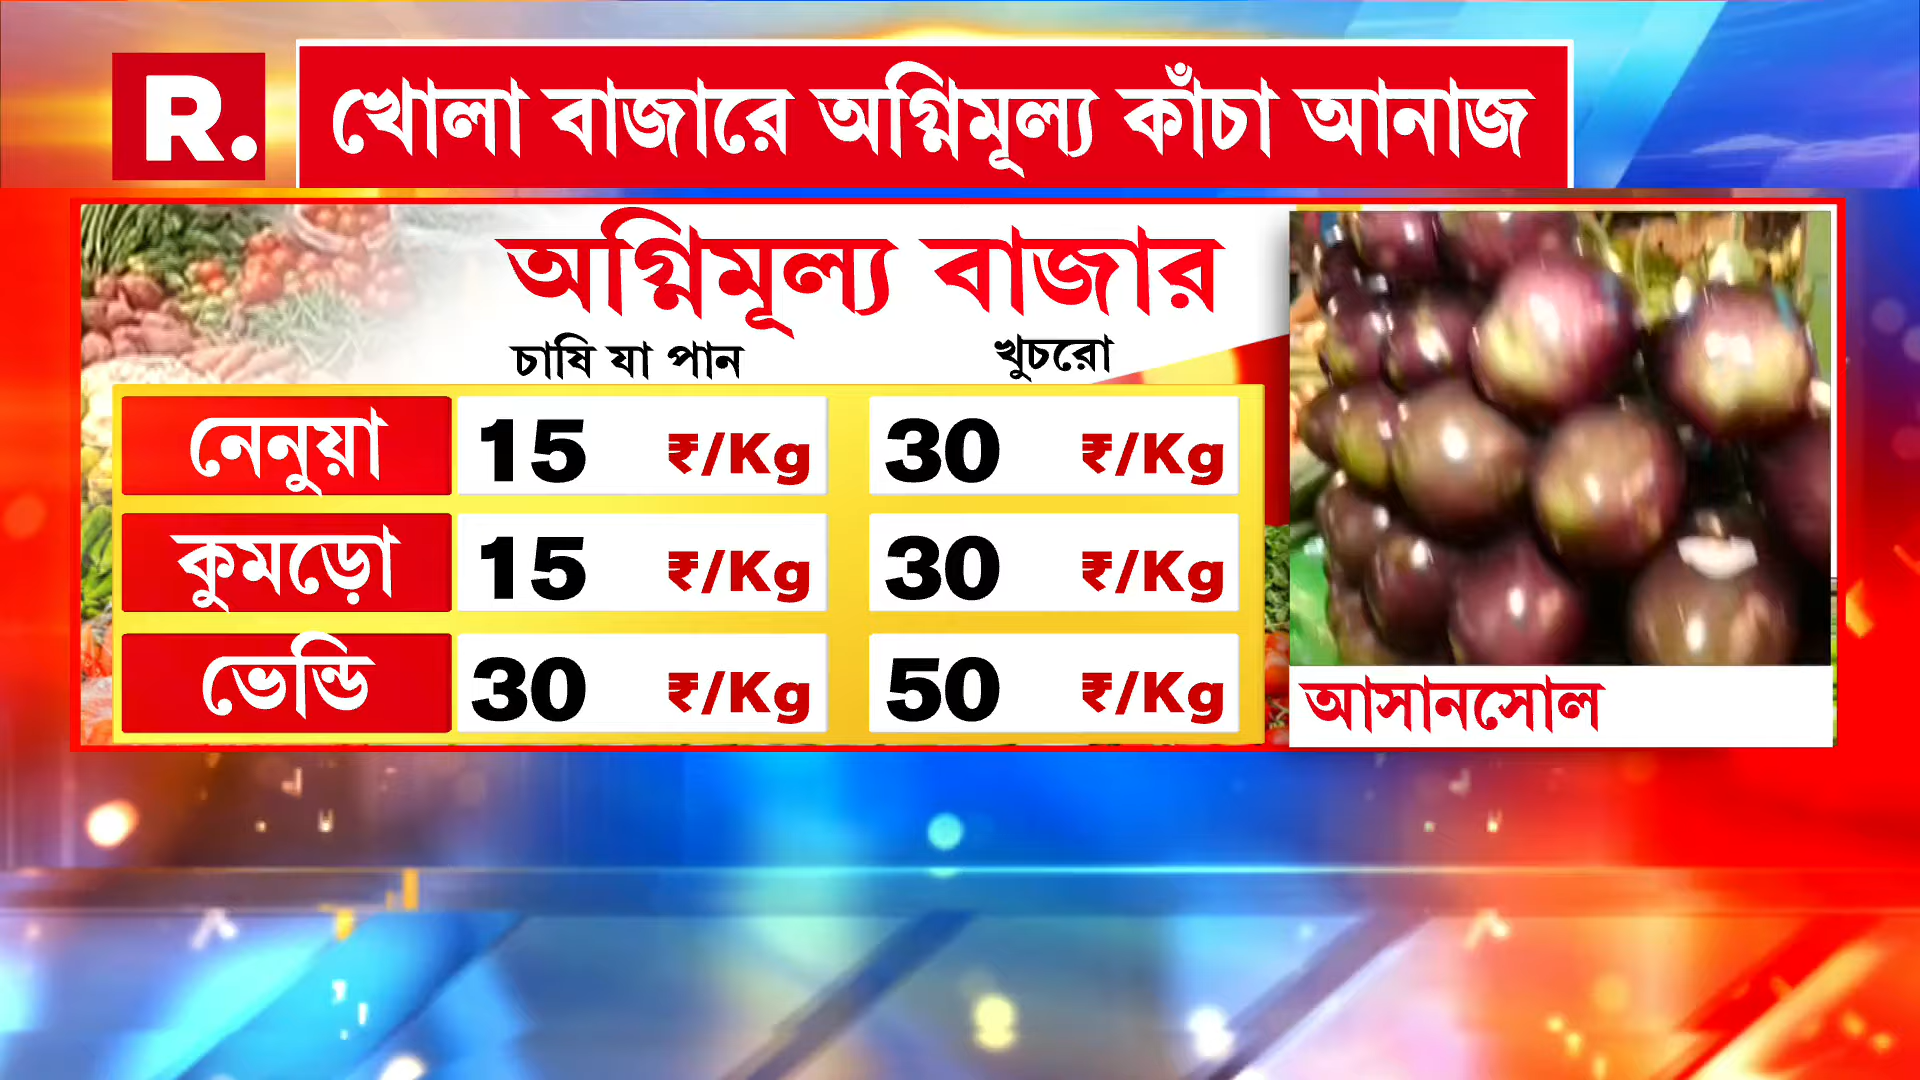 R.
খোলা বাজারে অগ্নিমূল্য কাঁচা আনাজ
অগ্নিমূল্য বাজার
চাষি যা পান খুচরো
নেনুয়া 15 ₹/Kg 30 ₹/Kg
কুমড়ো 15 ₹/Kg 30 ₹/Kg
ভেন্ডি 30 ₹/Kg 50 ₹/Kg
আসানসোল